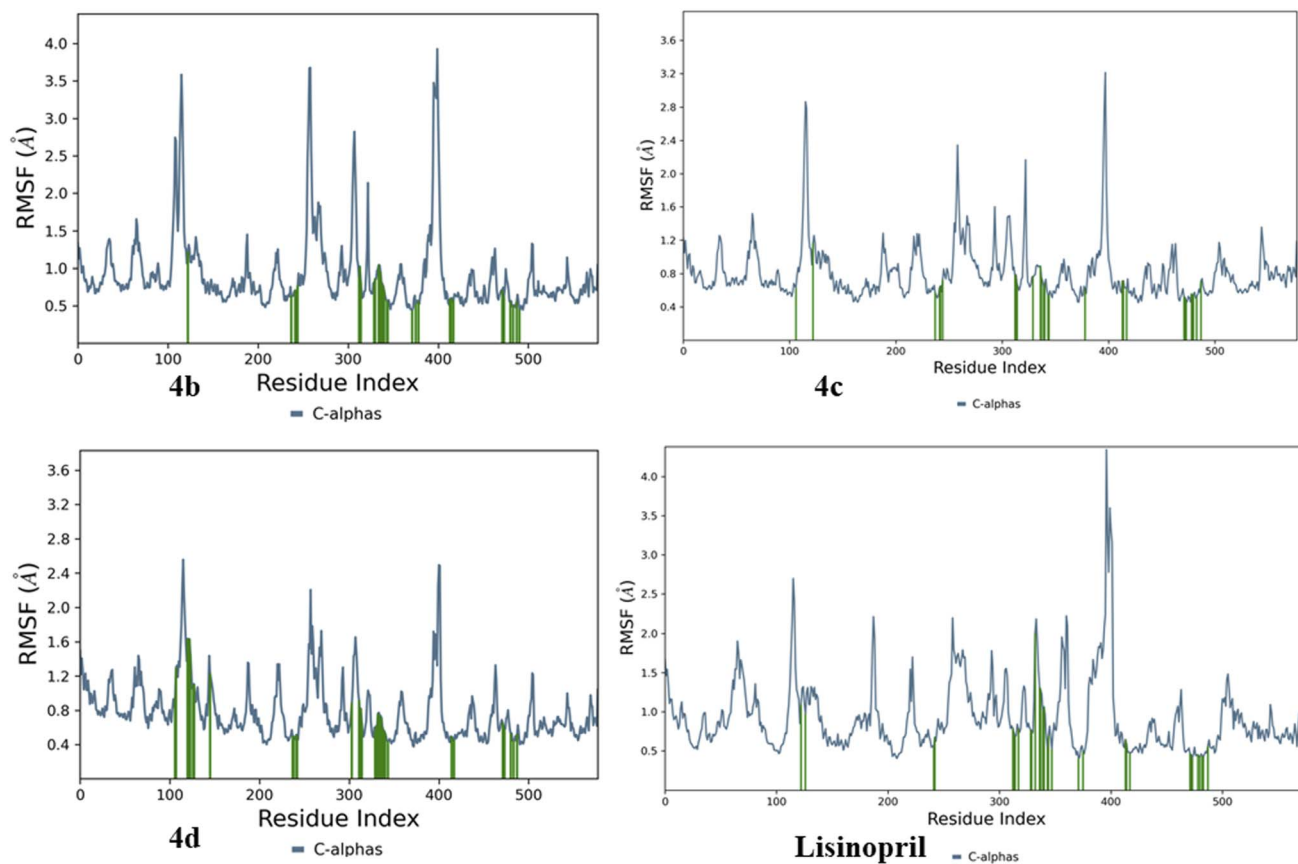 4.0
3.5
3.0
2.5
2.0
1.5
1.0
0.5
RMSF (Å)
0 100 200 300 400 500
Residue Index
4b
C-alphas
3.6
3.2
2.8
2.4
2.0
1.6
1.2
0.8
0.4
RMSF (Å)
0 100 200 300 400 500
Residue Index
4c
C-alphas
3.6
3.2
2.8
2.4
2.0
1.6
1.2
0.8
0.4
RMSF (Å)
0 100 200 300 400 500
Residue Index
4d
C-alphas
4.0
3.5
3.0
2.5
2.0
1.5
1.0
0.5
RMSF (Å)
0 100 200 300 400 500
Residue Index
Lisinopril
C-alphas